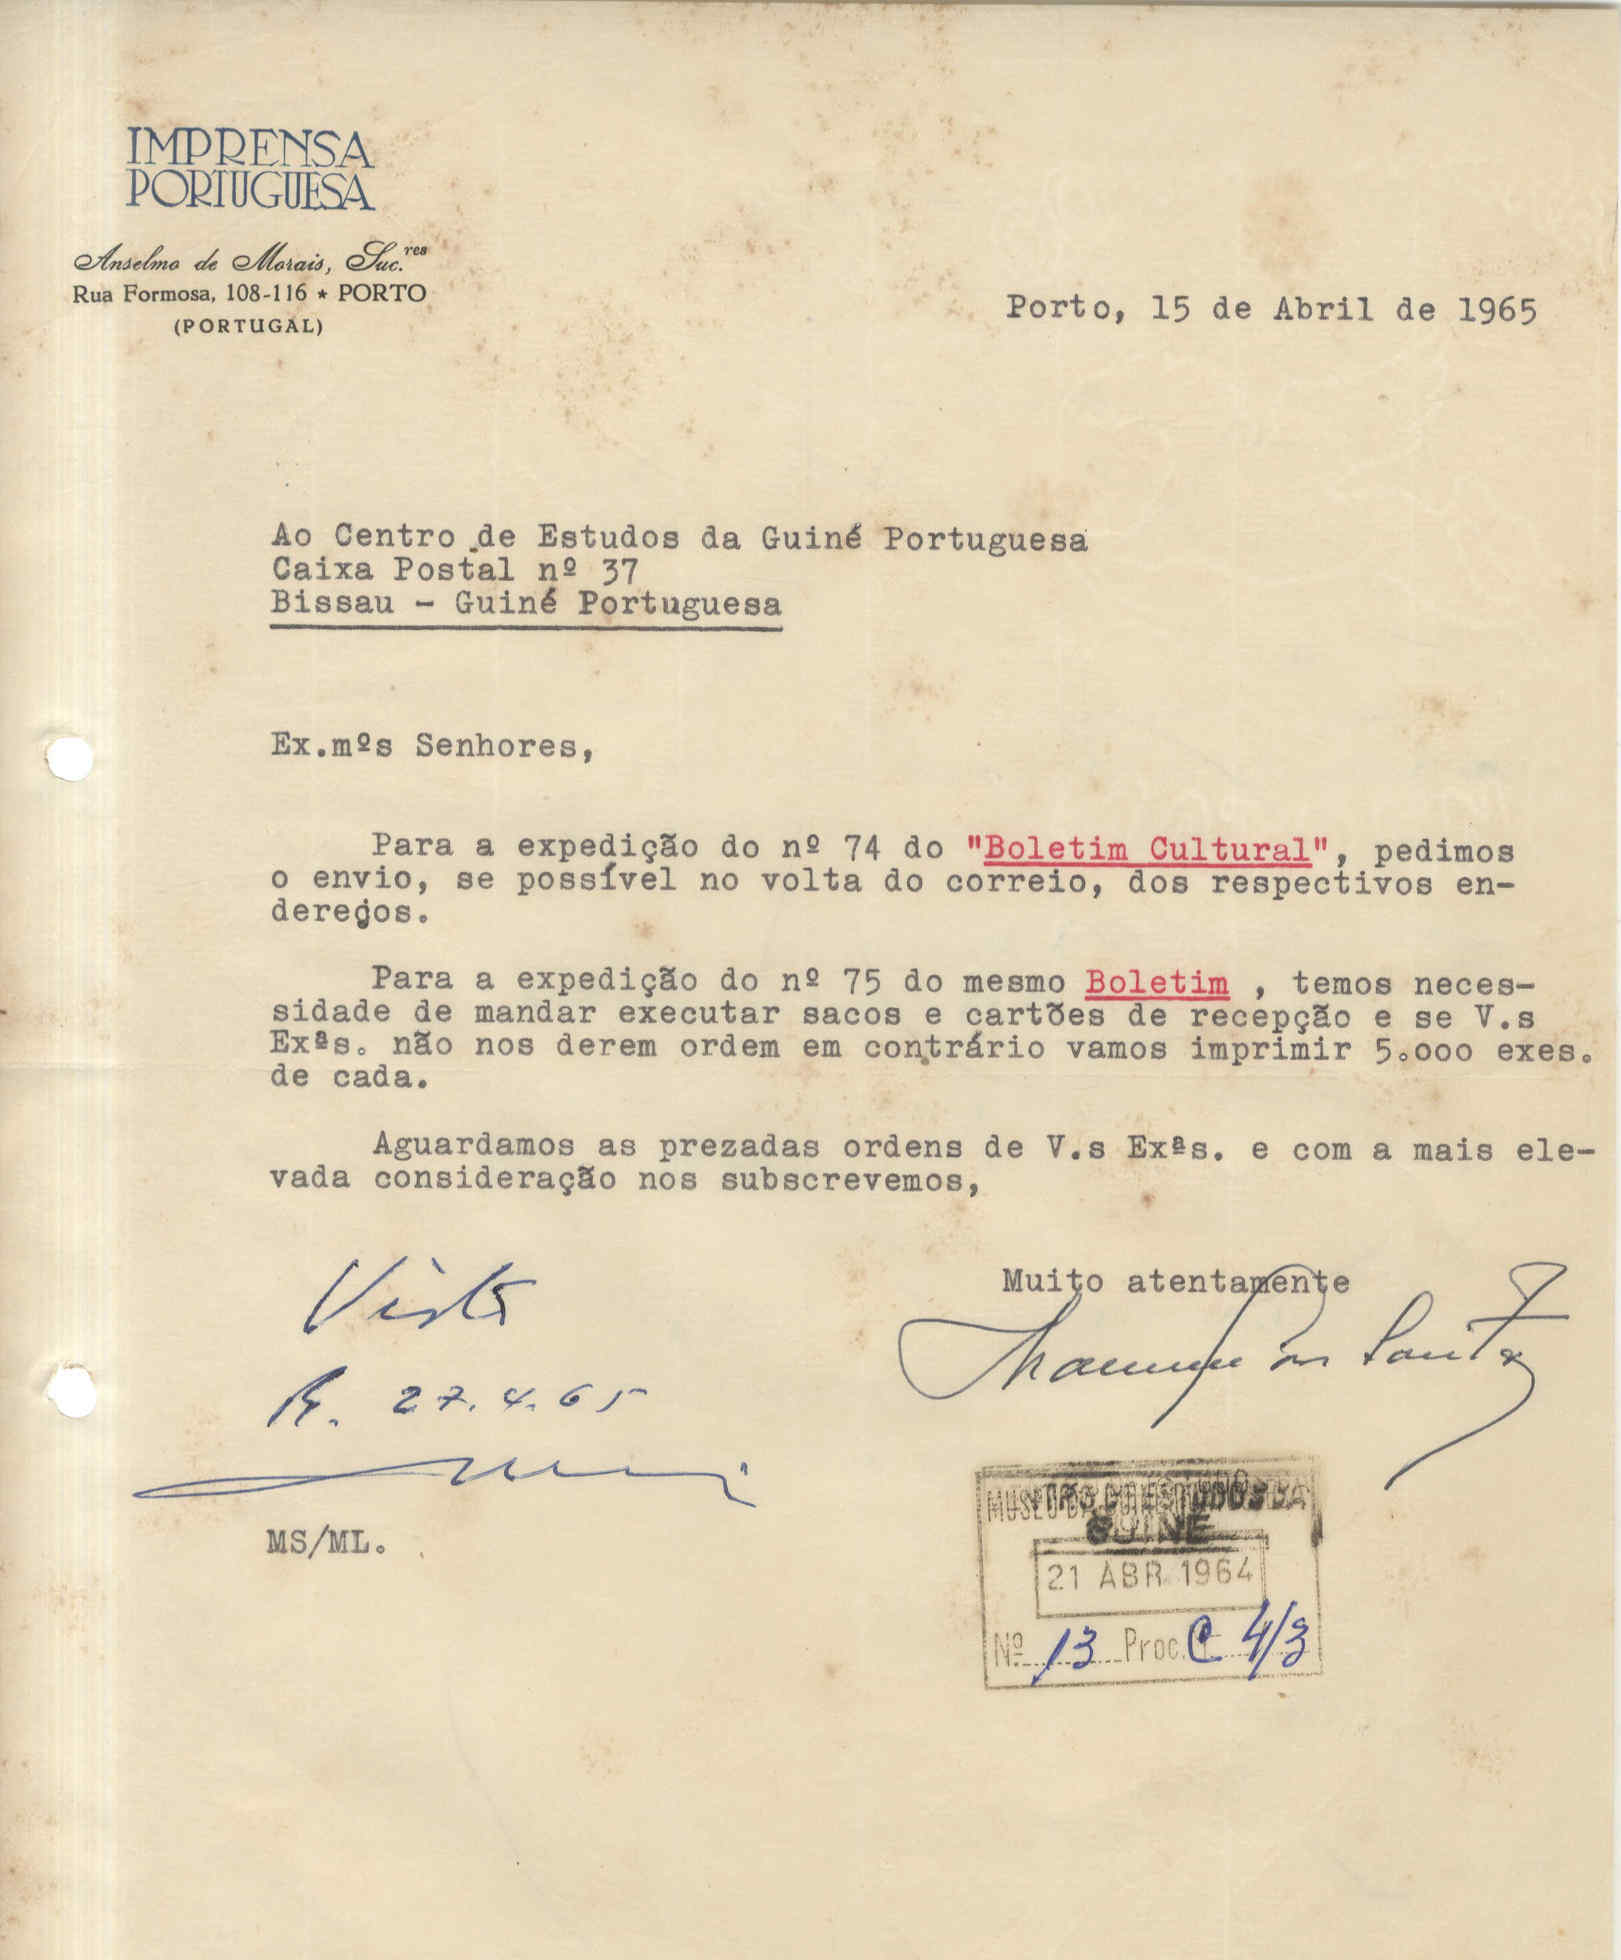 IMPRENSA
PORTUGUESA
Anselmo de Morais, Suc.res
Rua Formosa, 108-116 * PORTO
(PORTUGAL)
Porto, 15 de Abril de 1965
Ao Centro de Estudos da Guiné Portuguesa
Caixa Postal nº 37
Bissau - Guiné Portuguesa
Ex.mºs Senhores,
Para a expedição do nº 74 do "Boletim Cultural", pedimos
o envio, se possível no volta do correio, dos respectivos en-
dereços.
Para a expedição do nº 75 do mesmo Boletim , temos neces-
sidade de mandar executar sacos e cartões de recepção e se V.s
Exªs. não nos derem ordem em contrário vamos imprimir 5.000 exes.
de cada.
Aguardamos as prezadas ordens de V.s Exªs. e com a mais ele-
vada consideração nos subscrevemos,
Muito atentamente
Visto
R. 27.4.65
MS/ML.
GUINÉ
21 ABR. 1964
Nº 13 Proc. C 4/3